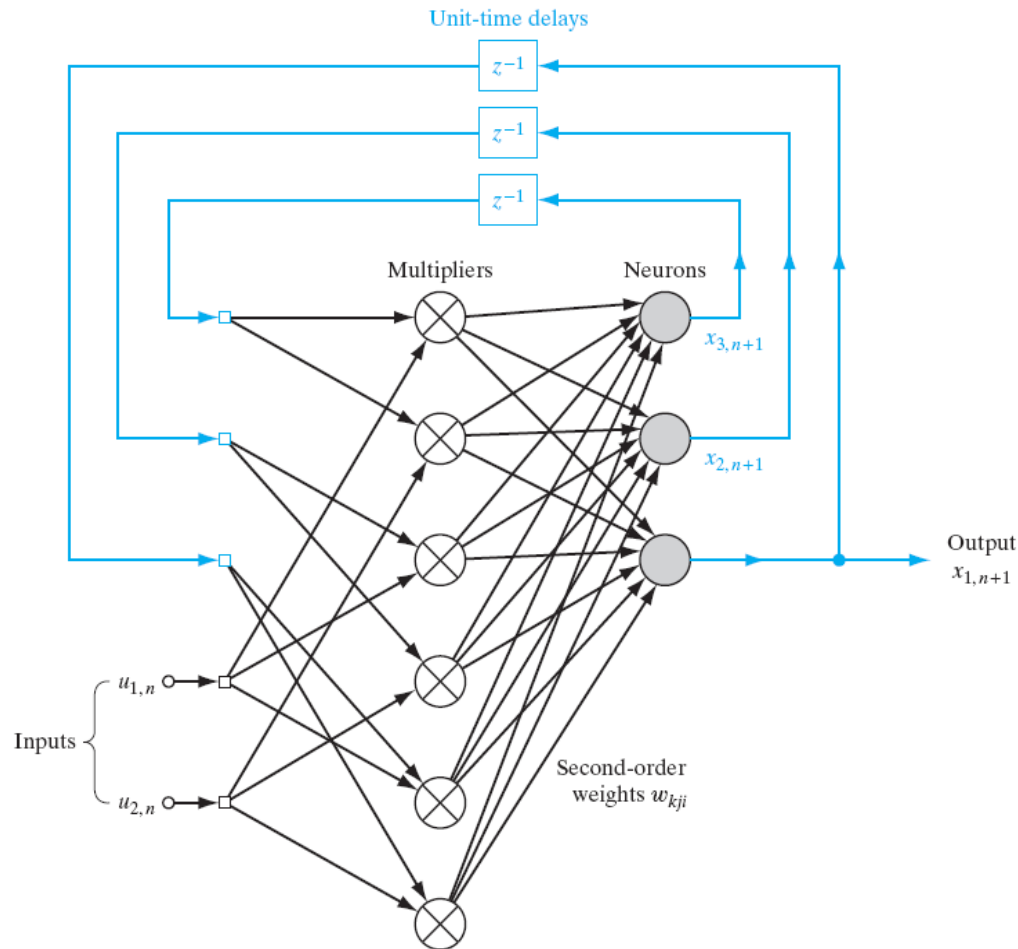 Unit-time delays
z⁻¹
z⁻¹
z⁻¹
Multipliers
Neurons
x₃,ₙ₊₁
x₂,ₙ₊₁
Output
x₁,ₙ₊₁
u₁,ₙ
Inputs
u₂,ₙ
Second-order
weights wₖⱼᵢ